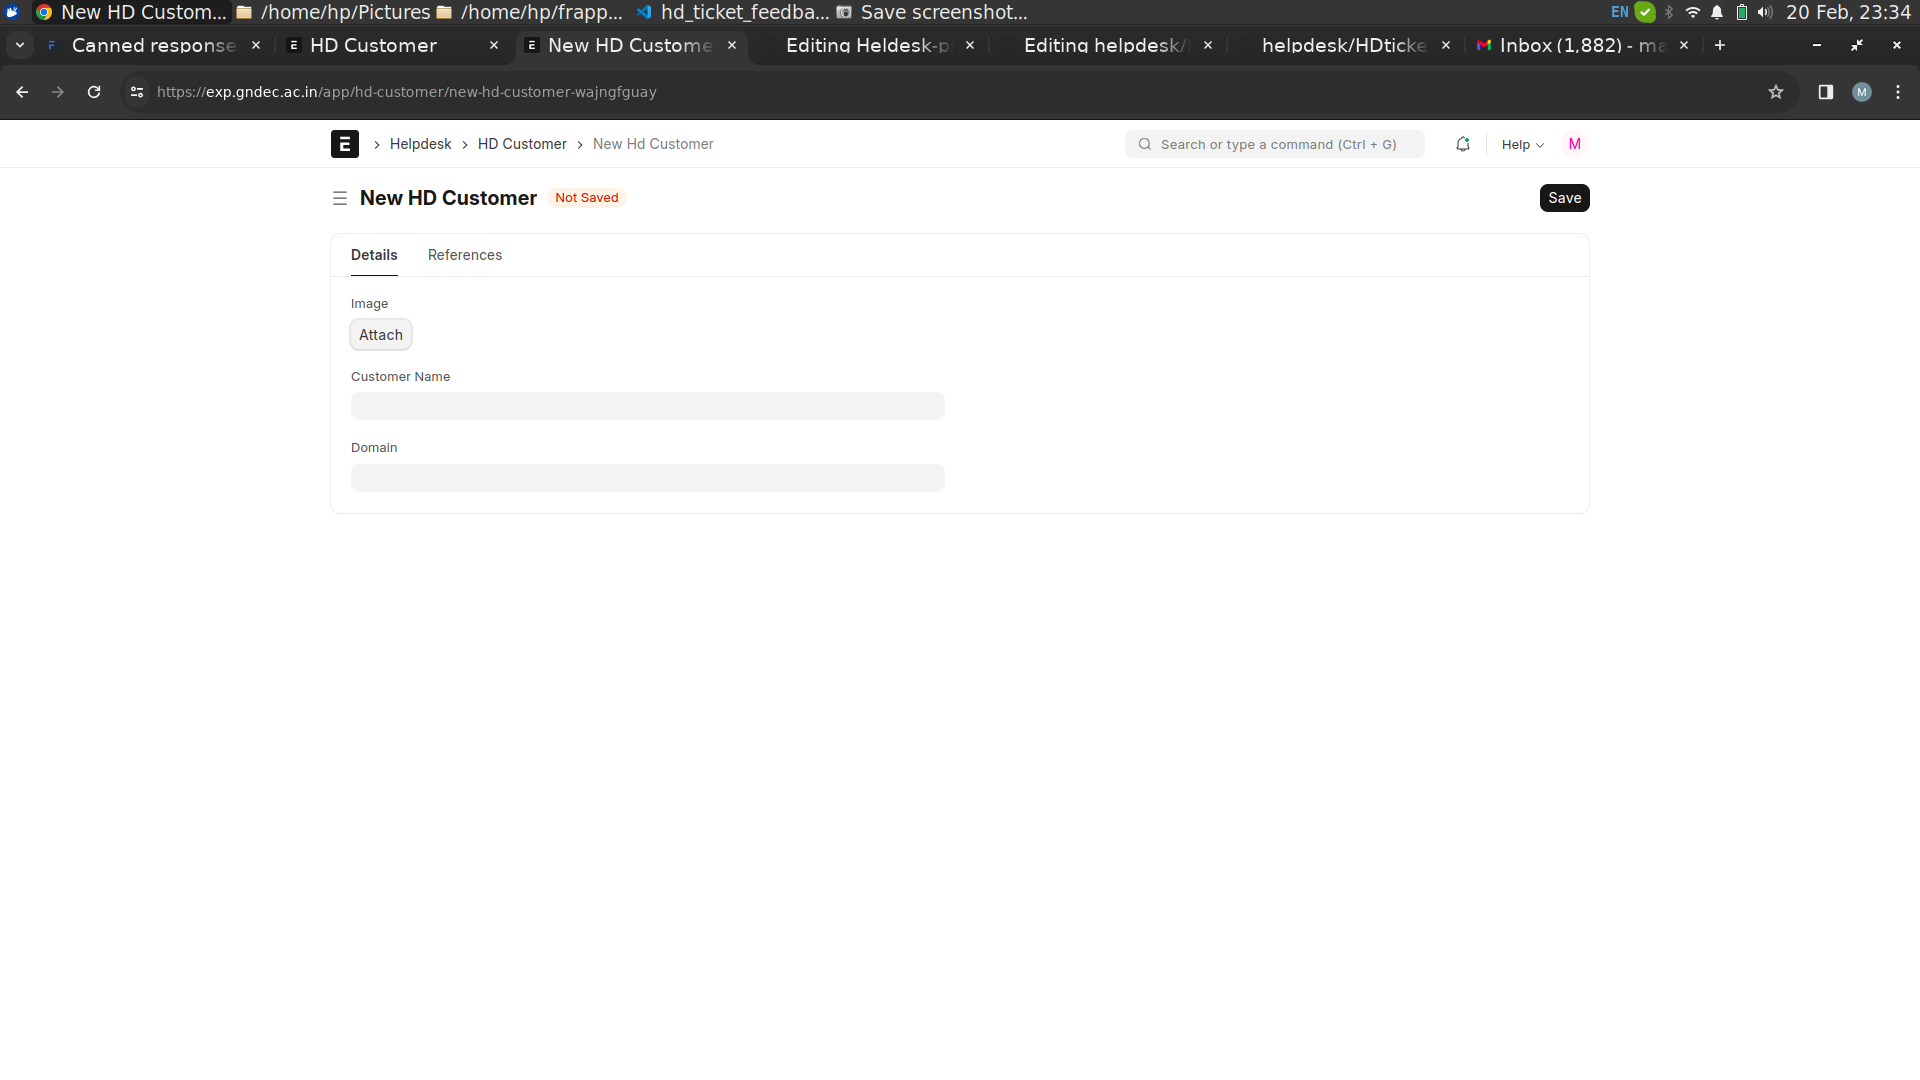 New HD Custom... /home/hp/Pictures /home/hp/frapp... hd_ticket_feedba... Save screenshot... EN 20 Feb, 23:34
Canned response HD Customer New HD Custome Editing Heldesk-p Editing helpdesk/ helpdesk/HDticke Inbox (1,882) - ma
https://exp.gndec.ac.in/app/hd-customer/new-hd-customer-wajngfguay M
E Helpdesk HD Customer New Hd Customer Search or type a command (Ctrl + G) Help M
New HD Customer Not Saved Save
Details References
Image
Attach
Customer Name
Domain